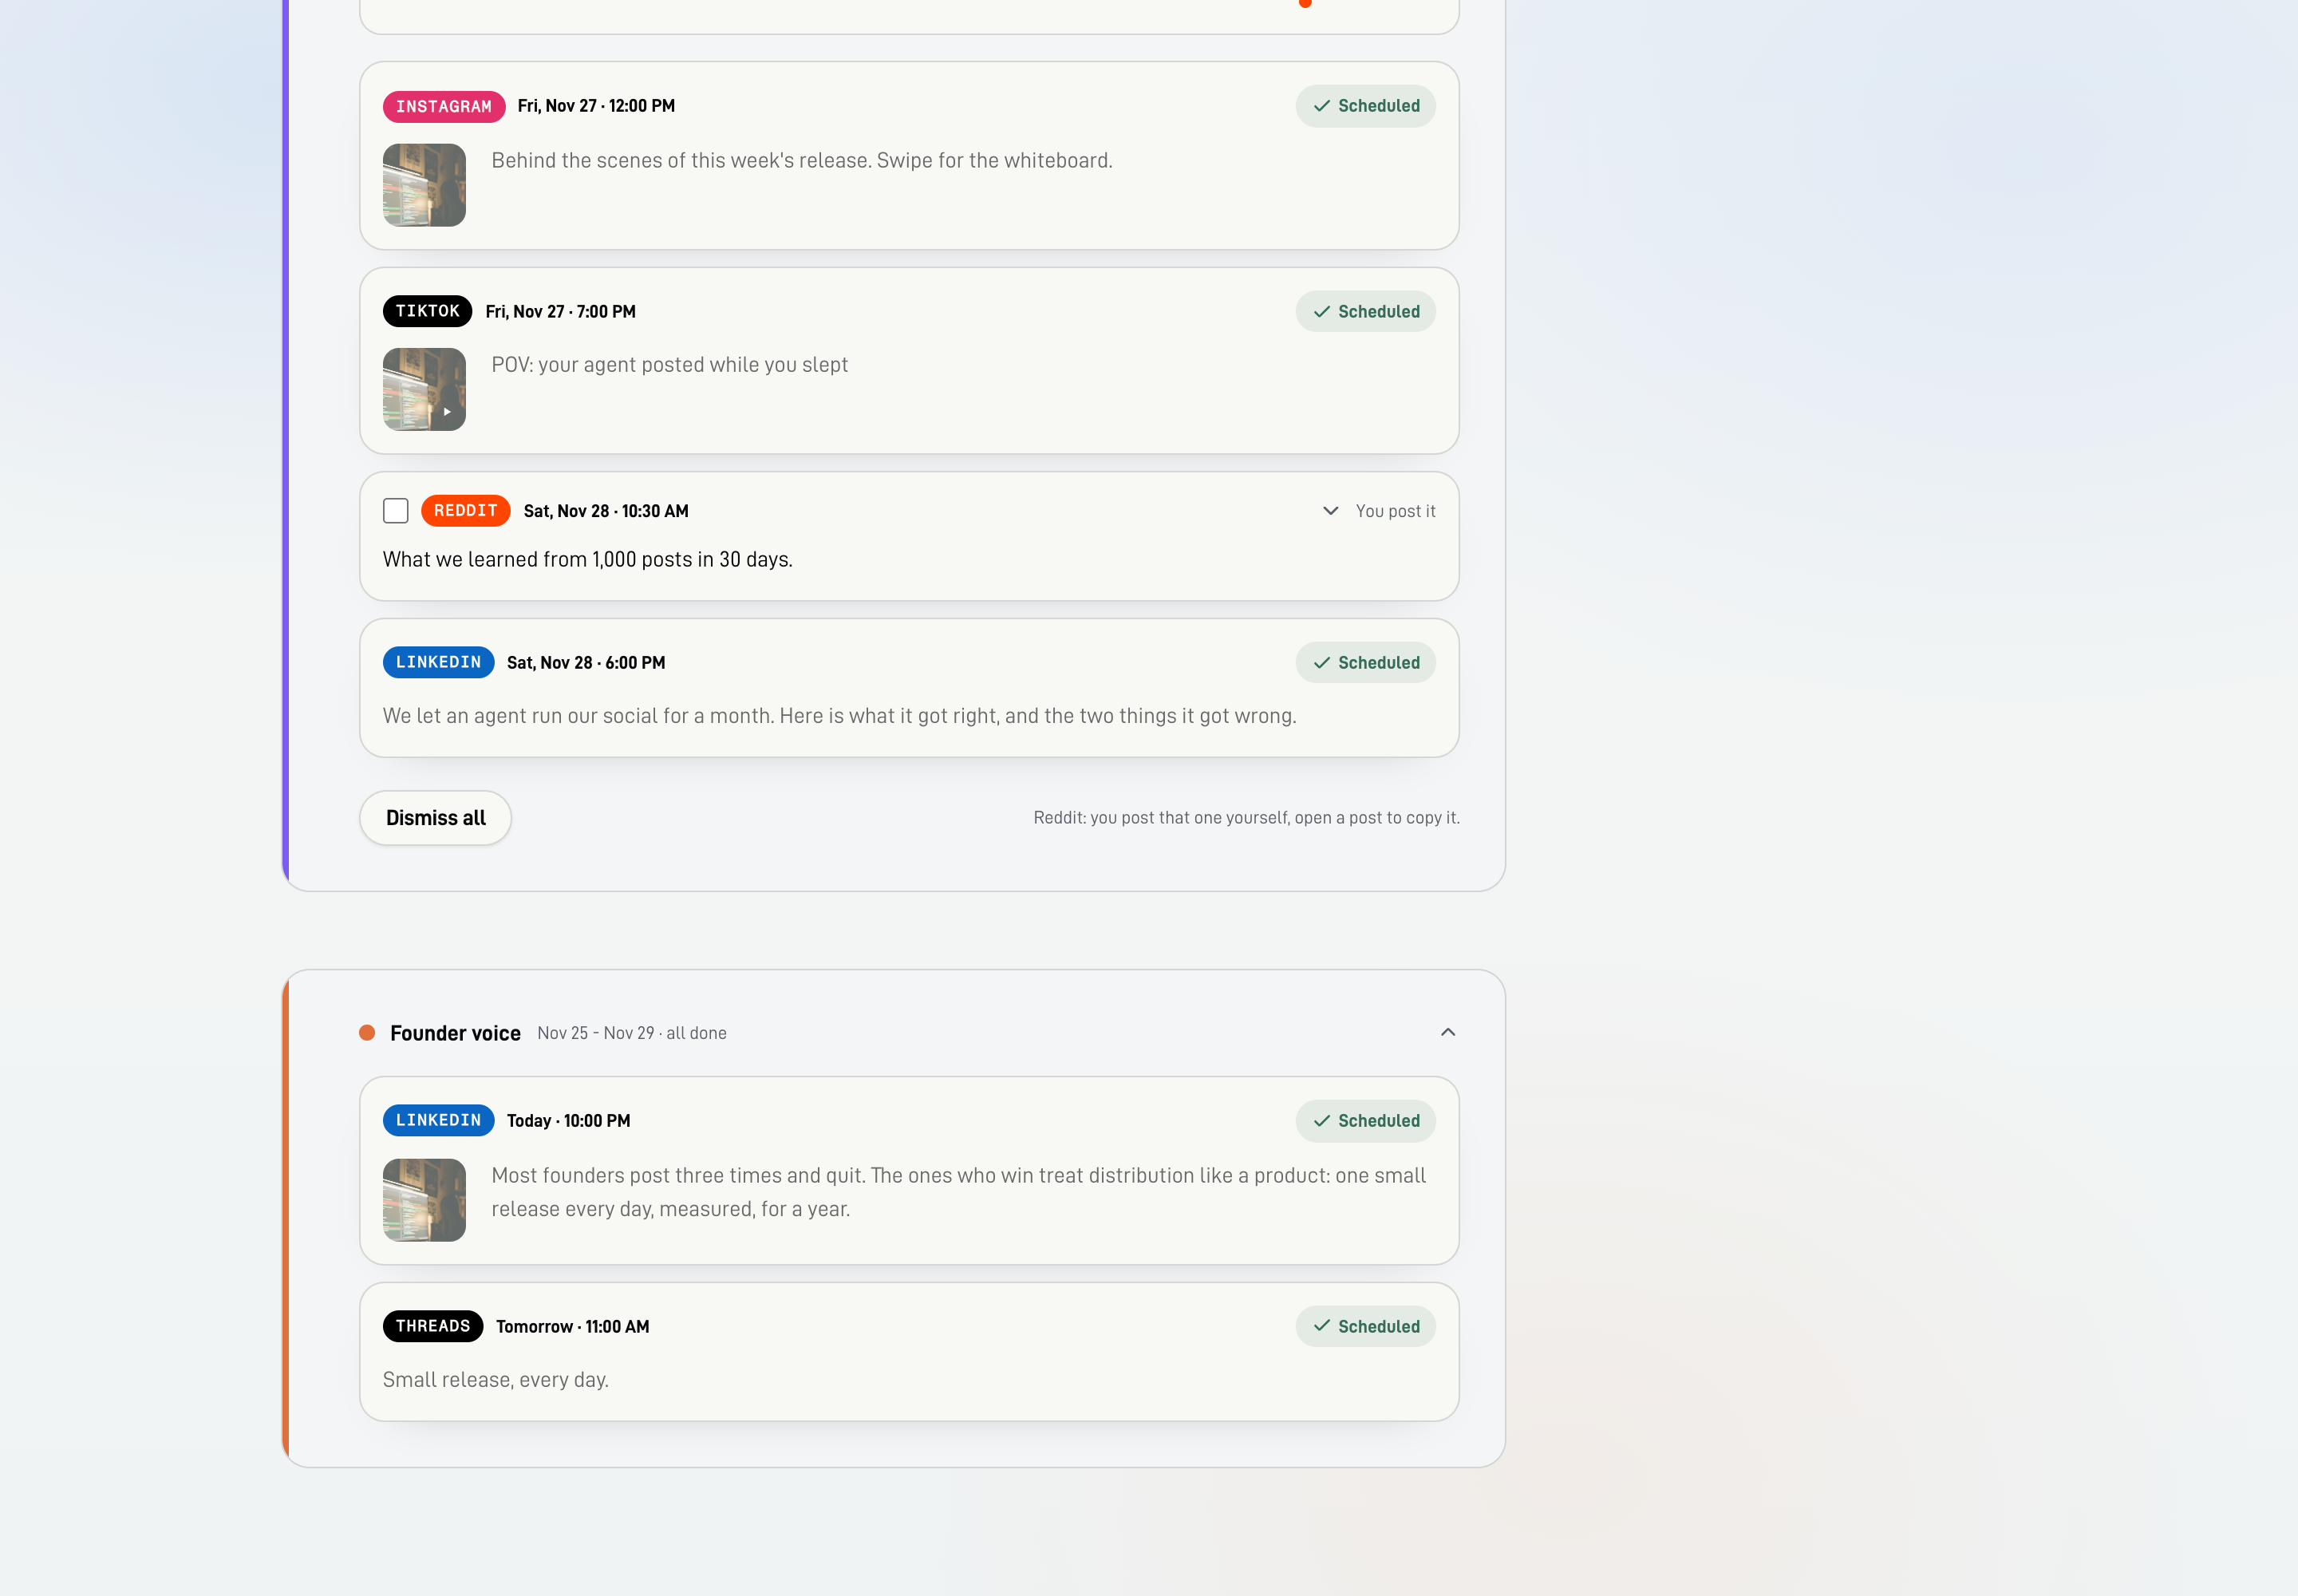 INSTAGRAM Fri, Nov 27 · 12:00 PM Scheduled
Behind the scenes of this week's release. Swipe for the whiteboard.
TIKTOK Fri, Nov 27 · 7:00 PM Scheduled
POV: your agent posted while you slept
REDDIT Sat, Nov 28 · 10:30 AM You post it
What we learned from 1,000 posts in 30 days.
LINKEDIN Sat, Nov 28 · 6:00 PM Scheduled
We let an agent run our social for a month. Here is what it got right, and the two things it got wrong.
Dismiss all Reddit: you post that one yourself, open a post to copy it.
Founder voice Nov 25 - Nov 29 · all done
LINKEDIN Today · 10:00 PM Scheduled
Most founders post three times and quit. The ones who win treat distribution like a product: one small
release every day, measured, for a year.
THREADS Tomorrow · 11:00 AM Scheduled
Small release, every day.